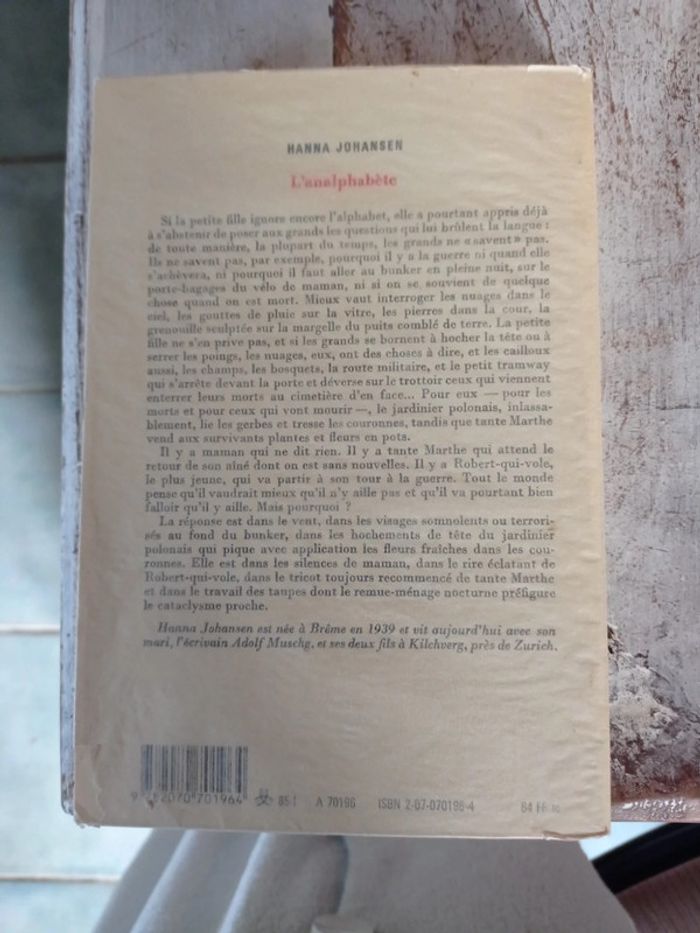 HANNA JOHANSEN
L'analphabète
Si la petite fille ignore encore l'alphabet, elle a pourtant appris déjà
à s'abstenir de poser aux grands les questions qui lui brûlent la langue :
de toute manière, la plupart du temps, les grands ne « savent » pas.
Ils ne savent pas, par exemple, pourquoi il y a la guerre ni quand elle
s'achèvera, ni pourquoi il faut aller au bunker en pleine nuit, sur le
porte-bagages du vélo de maman, ni si on se souvient de quelque
chose quand on est mort. Mieux vaut interroger les nuages dans le
ciel, les gouttes de pluie sur la vitre, les pierres dans la cour, la
grenouille sculptée sur la margelle du puits comblé de terre. La petite
fille ne s'en prive pas, et si les grands se bornent à hocher la tête ou à
serrer les poings, les nuages, eux, ont des choses à dire, et les cailloux
aussi, les champs, les bosquets, la route militaire, et le petit tramway
qui s'arrête devant la porte et déverse sur le trottoir ceux qui viennent
enterrer leurs morts au cimetière d'en face... Pour eux — pour les
morts et pour ceux qui vont mourir —, le jardinier polonais, inlassa-
blement, lie les gerbes et tresse les couronnes, tandis que tante Marthe
vend aux survivants plantes et fleurs en pots.
Il y a maman qui ne dit rien. Il y a tante Marthe qui attend le
retour de son aîné dont on est sans nouvelles. Il y a Robert-qui-vole,
le plus jeune, qui va partir à son tour à la guerre. Tout le monde
pense qu'il vaudrait mieux qu'il n'y aille pas et qu'il va pourtant bien
falloir qu'il y aille. Mais pourquoi ?
La réponse est dans le vent, dans les visages somnolents ou terrori-
sés au fond du bunker, dans les hochements de tête du jardinier
polonais qui pique avec application les fleurs fraîches dans les cou-
ronnes. Elle est dans les silences de maman, dans le rire éclatant de
Robert-qui-vole, dans le tricot toujours recommencé de tante Marthe
et dans le travail des taupes dont le remue-ménage nocturne préfigure
le cataclysme proche.
Hanna Johansen est née à Brême en 1939 et vit aujourd'hui avec son
mari, l'écrivain Adolf Muschg, et ses deux fils à Kilchverg, près de Zurich.
9 782070 701964 85 I A 70196 ISBN 2-07-070196-4 84 FF tc